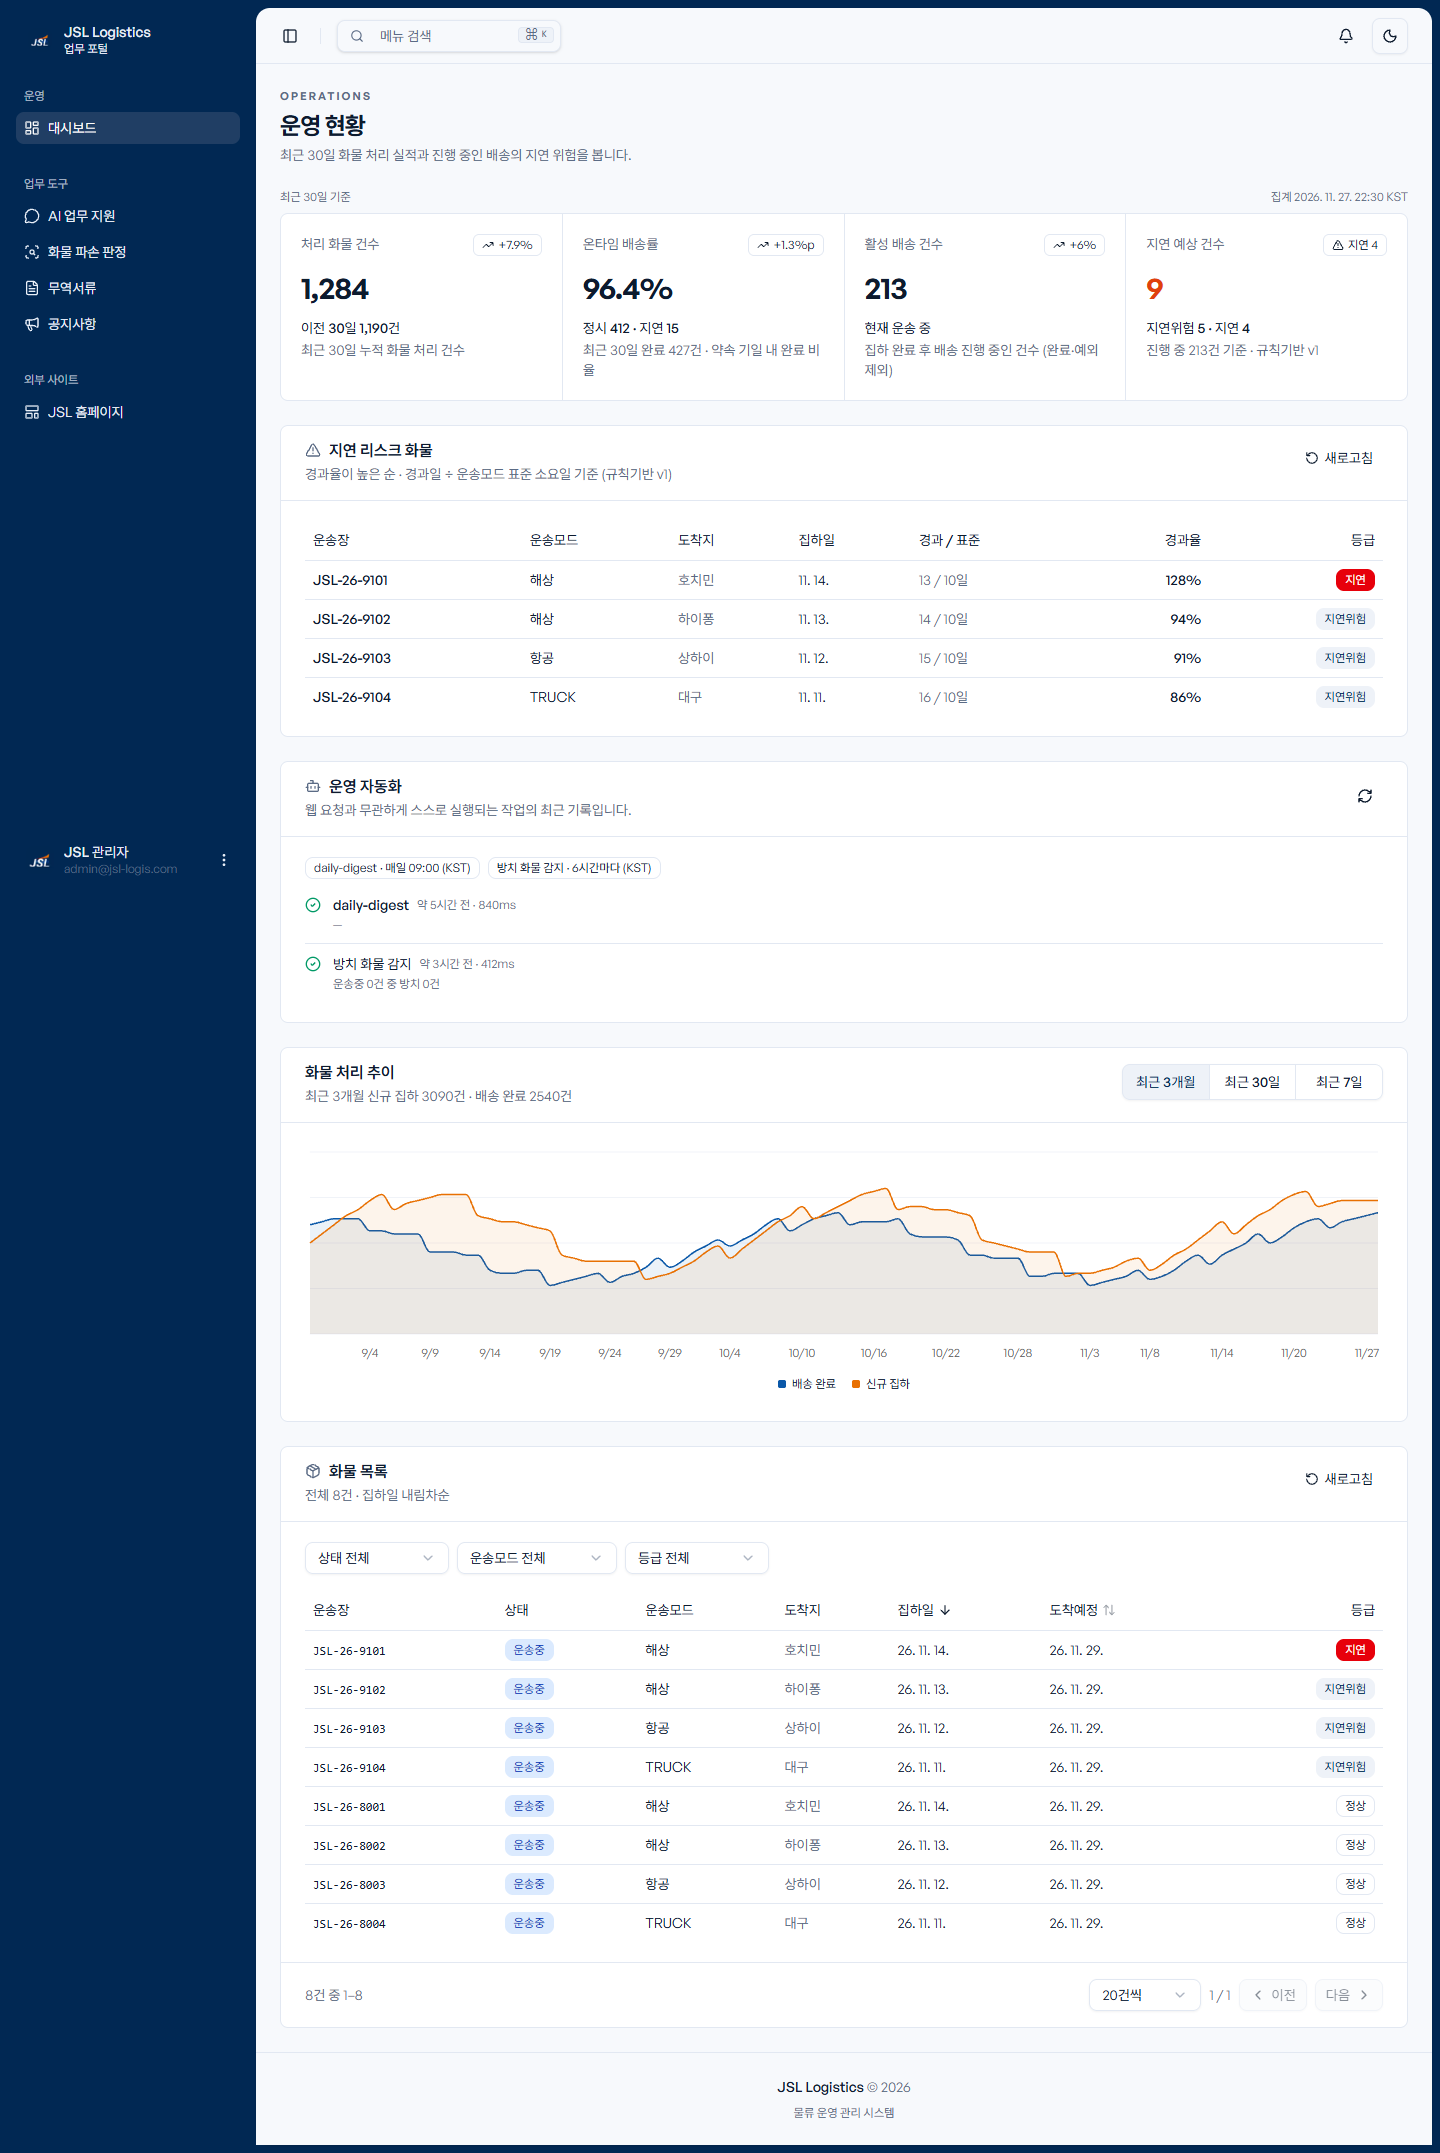 JSL
JSL Logistics
업무 포털
운영
대시보드
업무 도구
AI 업무 지원
화물 파손 판정
무역서류
공지사항
외부 사이트
JSL 홈페이지
JSL
JSL 관리자
admin@jsl-logis.com
메뉴 검색
⌘ K
OPERATIONS
운영 현황
최근 30일 화물 처리 실적과 진행 중인 배송의 지연 위험을 봅니다.
최근 30일 기준
집계 2026. 11. 27. 22:30 KST
처리 화물 건수
+7.9%
1,284
이전 30일 1,190건
최근 30일 누적 화물 처리 건수
온타임 배송률
+1.3%p
96.4%
정시 412 · 지연 15
최근 30일 완료 427건 · 약속 기일 내 완료 비
율
활성 배송 건수
+6%
213
현재 운송 중
집하 완료 후 배송 진행 중인 건수 (완료·예외
제외)
지연 예상 건수
지연 4
9
지연위험 5 · 지연 4
진행 중 213건 기준 · 규칙기반 v1
지연 리스크 화물
경과율이 높은 순 · 경과일 ÷ 운송모드 표준 소요일 기준 (규칙기반 v1)
새로고침
운송장 운송모드 도착지 집하일 경과 / 표준 경과율 등급
JSL-26-9101 해상 호치민 11. 14. 13 / 10일 128% 지연
JSL-26-9102 해상 하이퐁 11. 13. 14 / 10일 94% 지연위험
JSL-26-9103 항공 상하이 11. 12. 15 / 10일 91% 지연위험
JSL-26-9104 TRUCK 대구 11. 11. 16 / 10일 86% 지연위험
운영 자동화
웹 요청과 무관하게 스스로 실행되는 작업의 최근 기록입니다.
daily-digest · 매일 09:00 (KST)
방치 화물 감지 · 6시간마다 (KST)
daily-digest 약 5시간 전 · 840ms
—
방치 화물 감지 약 3시간 전 · 412ms
운송중 0건 중 방치 0건
화물 처리 추이
최근 3개월 신규 집하 3090건 · 배송 완료 2540건
최근 3개월 최근 30일 최근 7일
9/4 9/9 9/14 9/19 9/24 9/29 10/4 10/10 10/16 10/22 10/28 11/3 11/8 11/14 11/20 11/27
배송 완료 신규 집하
화물 목록
전체 8건 · 집하일 내림차순
새로고침
상태 전체 운송모드 전체 등급 전체
운송장 상태 운송모드 도착지 집하일 도착예정 등급
JSL-26-9101 운송중 해상 호치민 26. 11. 14. 26. 11. 29. 지연
JSL-26-9102 운송중 해상 하이퐁 26. 11. 13. 26. 11. 29. 지연위험
JSL-26-9103 운송중 항공 상하이 26. 11. 12. 26. 11. 29. 지연위험
JSL-26-9104 운송중 TRUCK 대구 26. 11. 11. 26. 11. 29. 지연위험
JSL-26-8001 운송중 해상 호치민 26. 11. 14. 26. 11. 29. 정상
JSL-26-8002 운송중 해상 하이퐁 26. 11. 13. 26. 11. 29. 정상
JSL-26-8003 운송중 항공 상하이 26. 11. 12. 26. 11. 29. 정상
JSL-26-8004 운송중 TRUCK 대구 26. 11. 11. 26. 11. 29. 정상
8건 중 1–8
20건씩 1 / 1 이전 다음
JSL Logistics © 2026
물류 운영 관리 시스템